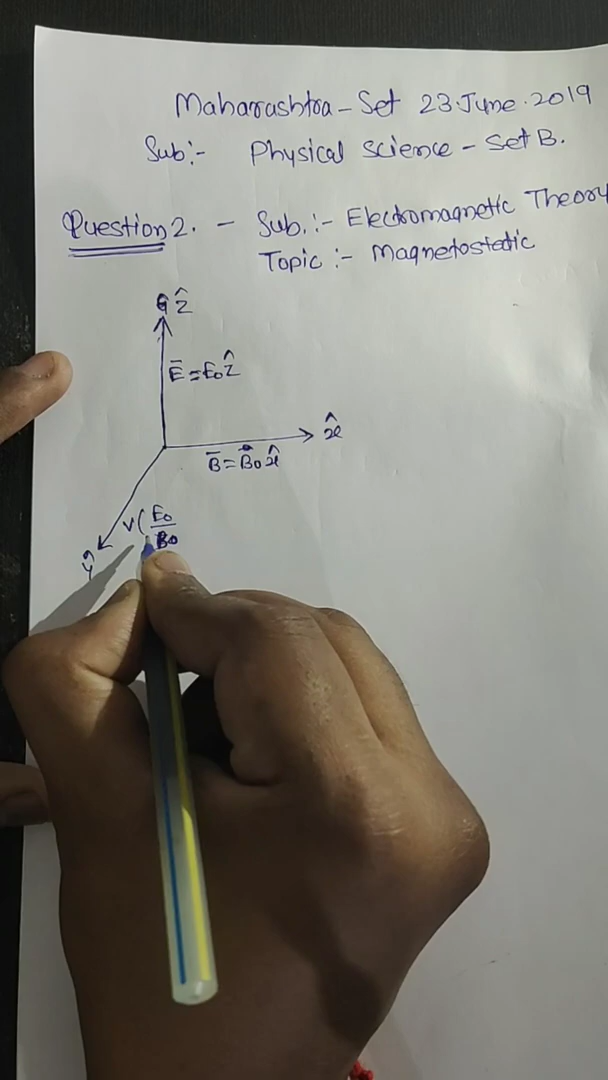 Maharashtra - Set 23 June. 2019
Sub:- Physical science - Set B.
Question 2. - Sub. :- Electromagnetic Theory
Topic :- Magnetostatic
ẑ
E̅ = E₀ẑ
x̂
B̅ = B₀x̂
v(E₀/B₀
ŷ